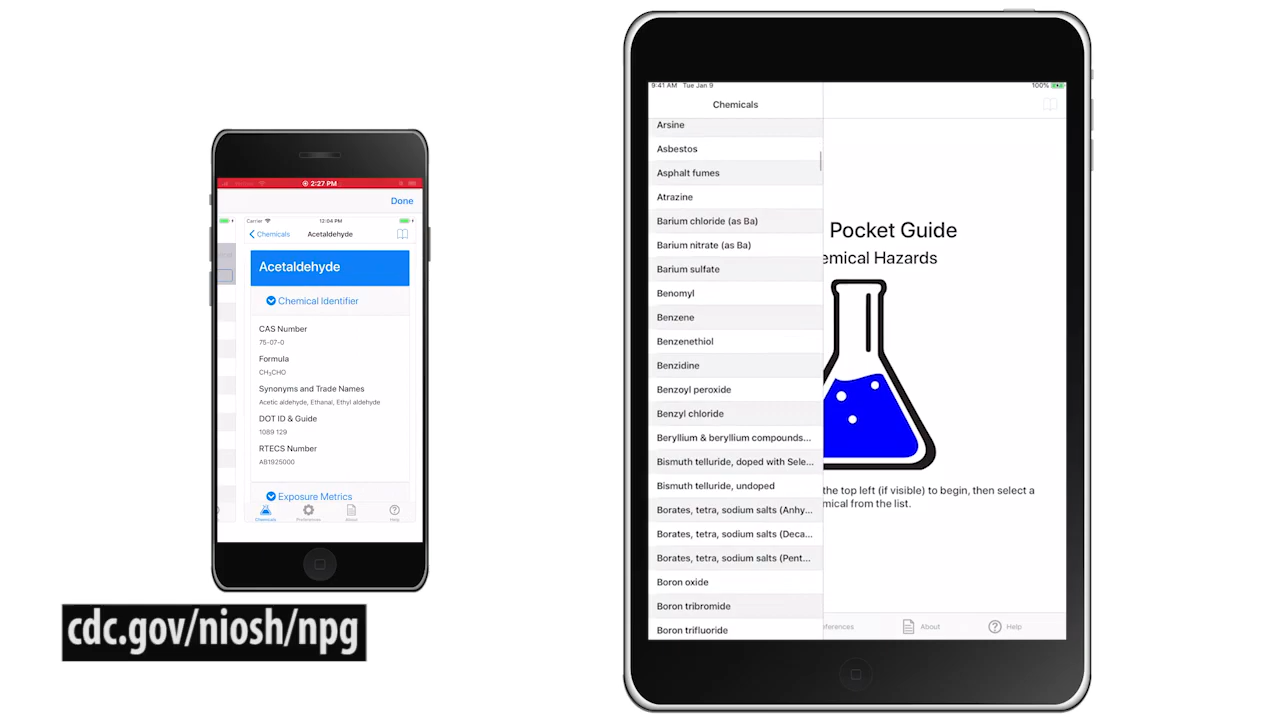 2:27 PM
Done
Carrier 12:04 PM
Chemicals Acetaldehyde
Acetaldehyde
Chemical Identifier
CAS Number
75-07-0
Formula
CH₃CHO
Synonyms and Trade Names
Acetic aldehyde, Ethanal, Ethyl aldehyde
DOT ID & Guide
1089 129
RTECS Number
AB1925000
Exposure Metrics
Chemicals Preferences About Help
cdc.gov/niosh/npg
9:41 AM Tue Jan 9 100%
Chemicals
Arsine
Asbestos
Asphalt fumes
Atrazine
Barium chloride (as Ba)
Barium nitrate (as Ba)
Barium sulfate
Benomyl
Benzene
Benzenethiol
Benzidine
Benzoyl peroxide
Benzyl chloride
Beryllium & beryllium compounds...
Bismuth telluride, doped with Sele...
Bismuth telluride, undoped
Borates, tetra, sodium salts (Anhy...
Borates, tetra, sodium salts (Deca...
Borates, tetra, sodium salts (Pent...
Boron oxide
Boron tribromide
Boron trifluoride
Pocket Guide
emical Hazards
the top left (if visible) to begin, then select a
mical from the list.
eferences About Help